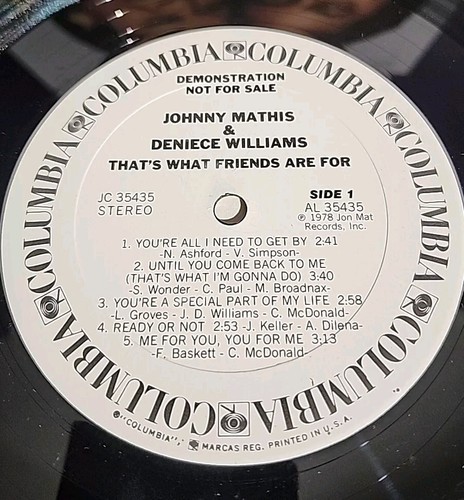 COLUMBIA COLUMBIA COLUMBIA COLUMBIA COLUMBIA COLUMBIA COLUMBIA
DEMONSTRATION
NOT FOR SALE
JOHNNY MATHIS
&
DENIECE WILLIAMS
THAT'S WHAT FRIENDS ARE FOR
JC 35435
STEREO
SIDE 1
AL 35435
℗ 1978 Jon Mat
Records, Inc.
1. YOU'RE ALL I NEED TO GET BY 2:41
-N. Ashford - V. Simpson-
2. UNTIL YOU COME BACK TO ME
(THAT'S WHAT I'M GONNA DO) 3:40
-S. Wonder - C. Paul - M. Broadnax-
3. YOU'RE A SPECIAL PART OF MY LIFE 2:58
-L. Groves - J. D. Williams - C. McDonald-
4. READY OR NOT 2:53 -J. Keller - A. Dilena-
5. ME FOR YOU, YOU FOR ME 3:13
-F. Baskett - C. McDonald-
®"COLUMBIA", MARCAS REG. PRINTED IN U.S.A.